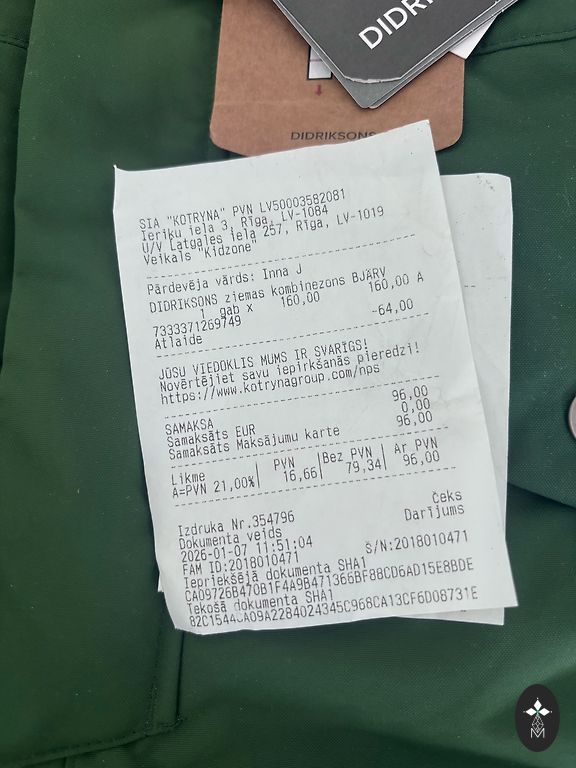 DIDRI
DIDRIKSONS
SIA "KOTRYNA" PVN LV50003582081
Ieriķu iela 3, Rīga, LV-1084
U/V Latgales iela 257, Rīga, LV-1019
Veikals "Kidzone"
Pārdevēja vārds: Inna J
DIDRIKSONS ziemas kombinezons BJÄRV
1 gab x 160,00 160,00 A
7333371269749
Atlaide -64,00
JŪSU VIEDOKLIS MUMS IR SVARĪGS!
Novērtējiet savu iepirkšanās pieredzi!
https://www.kotrynagroup.com/nps
SAMAKSA 96,00
Samaksāts EUR 0,00
Samaksāts Maksājumu karte 96,00
Likme PVN Bez PVN Ar PVN
A=PVN 21,00% 16,66 79,34 96,00
Izdruka Nr.354796 Čeks
Dokumenta veids Darījums
2026-01-07 11:51:04
FAM ID:2018010471 Š/N:2018010471
Iepriekšējā dokumenta SHA1
CA09726B470B1F4A9B471366BF88CD6AD15E8BDE
Tekošā dokumenta SHA1
M